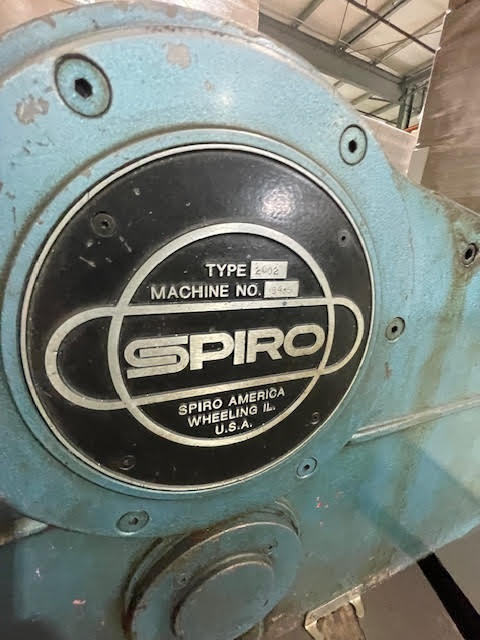 TYPE 2002
MACHINE NO.
SPIRO
SPIRO AMERICA
WHEELING IL.
U.S.A.